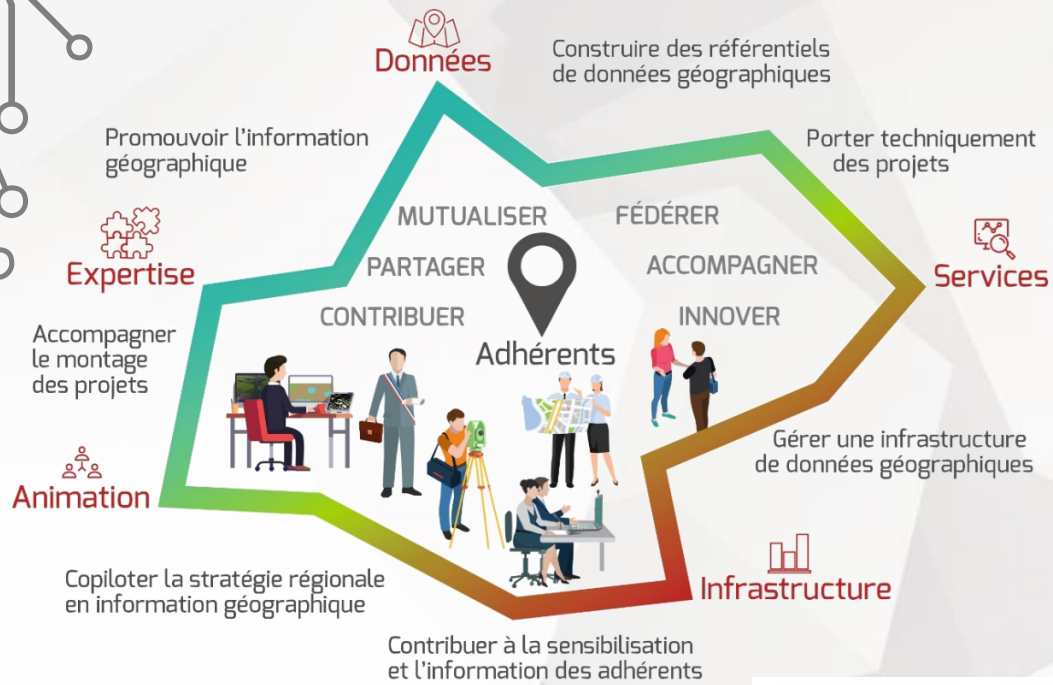 Données
Construire des référentiels
de données géographiques
Promouvoir l'information
géographique
Porter techniquement
des projets
MUTUALISER
FÉDÉRER
Expertise
PARTAGER
ACCOMPAGNER
Services
CONTRIBUER
INNOVER
Accompagner
le montage
des projets
Adhérents
Gérer une infrastructure
de données géographiques
Animation
Copiloter la stratégie régionale
en information géographique
Infrastructure
Contribuer à la sensibilisation
et l'information des adhérents